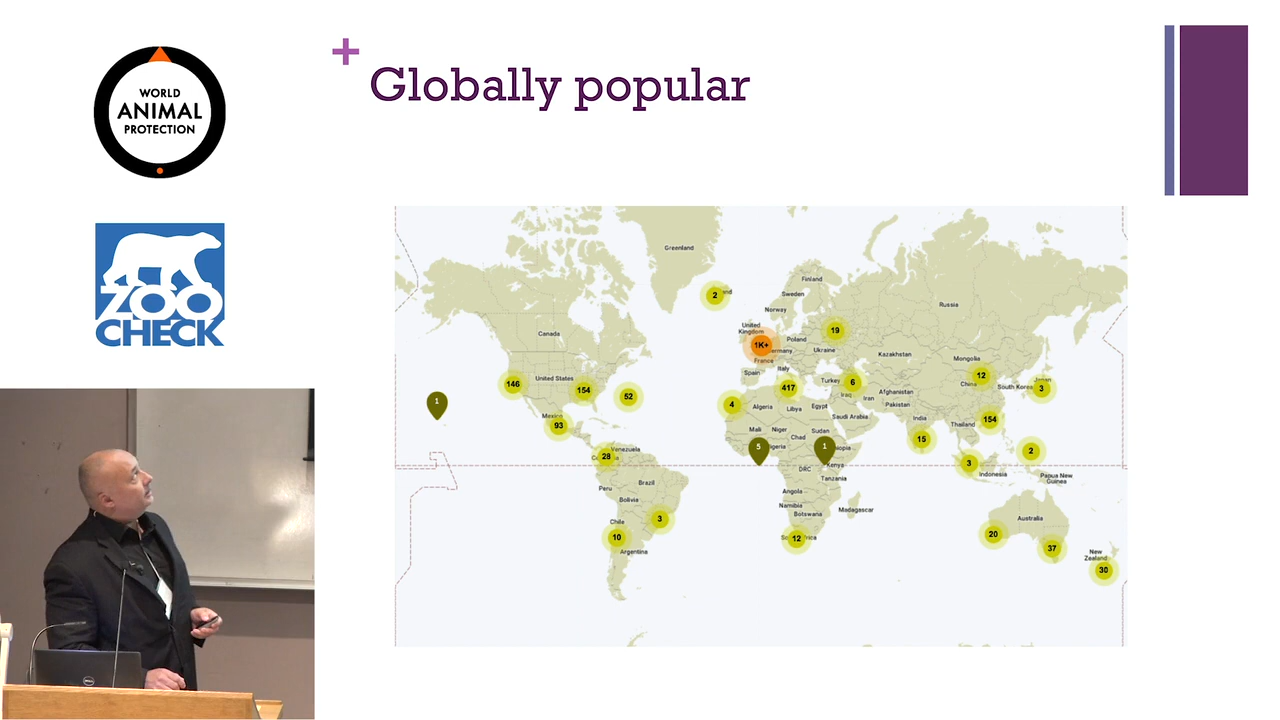 WORLD
ANIMAL
PROTECTION
ZOO
CHECK
+
Globally popular
Greenland
2
Finland
Sweden
Norway
Russia
United
Kingdom
1K+
Poland
19
Ukraine
France
Canada
Kazakhstan
Mongolia
146
United States
154
52
Spain
Italy
417
Turkey
6
Iraq
Iran
Afghanistan
Pakistan
12
China
South Korea
3
1
Mexico
93
4
Algeria
Libya
Egypt
Saudi Arabia
India
15
Thailand
154
28
Venezuela
Mali
Niger
Chad
Sudan
5
1
DRC
Kenya
Tanzania
3
Indonesia
2
Papua New
Guinea
Peru
Brazil
Bolivia
Angola
Namibia
Botswana
Madagascar
Chile
3
10
Argentina
12
Australia
20
37
New
Zealand
30
DELL